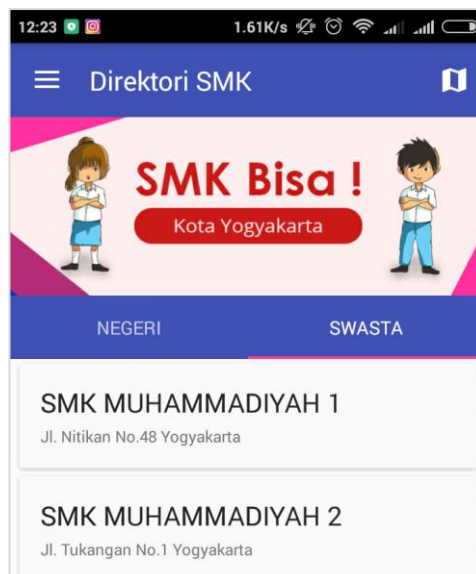 12:23 1.61K/s
Direktori SMK
SMK Bisa !
Kota Yogyakarta
NEGERI SWASTA
SMK MUHAMMADIYAH 1
Jl. Nitikan No.48 Yogyakarta
SMK MUHAMMADIYAH 2
Jl. Tukangan No.1 Yogyakarta